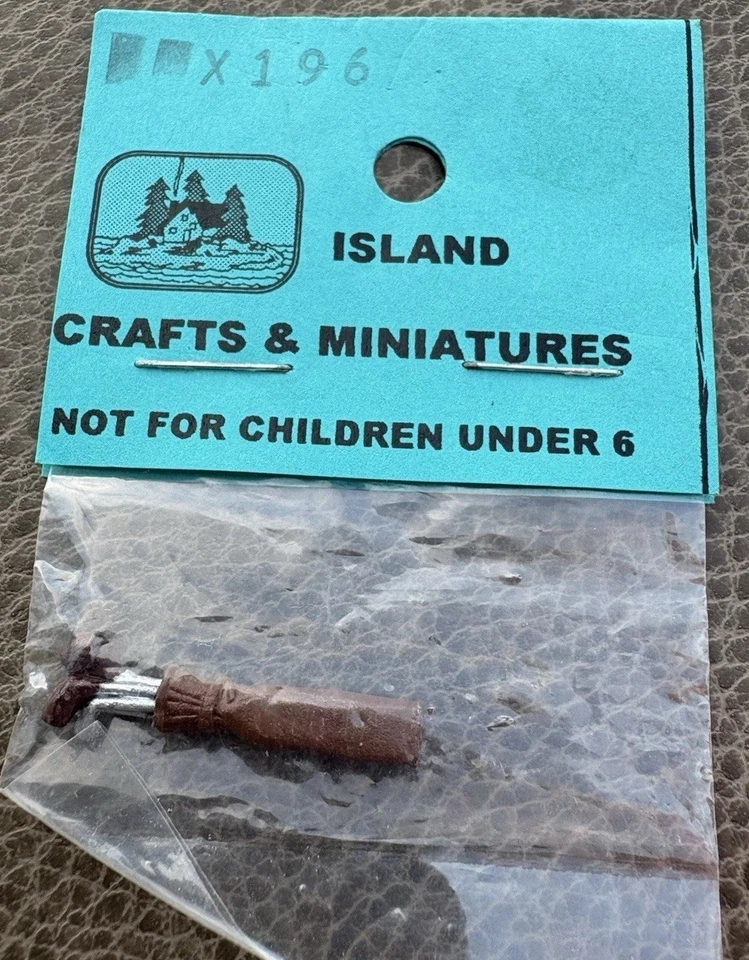 X196
ISLAND
CRAFTS & MINIATURES
NOT FOR CHILDREN UNDER 6